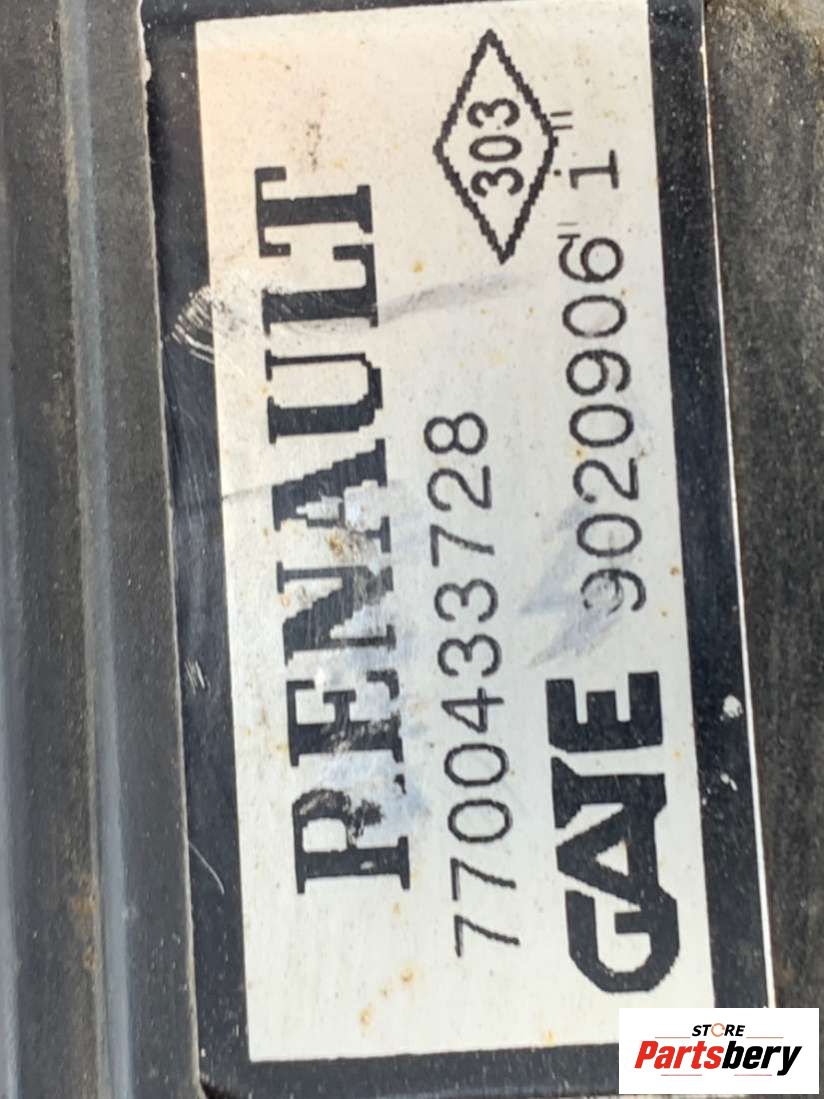 RENAULT
7700433728
303
GATE 9020906"1"
STORE
Partsbery